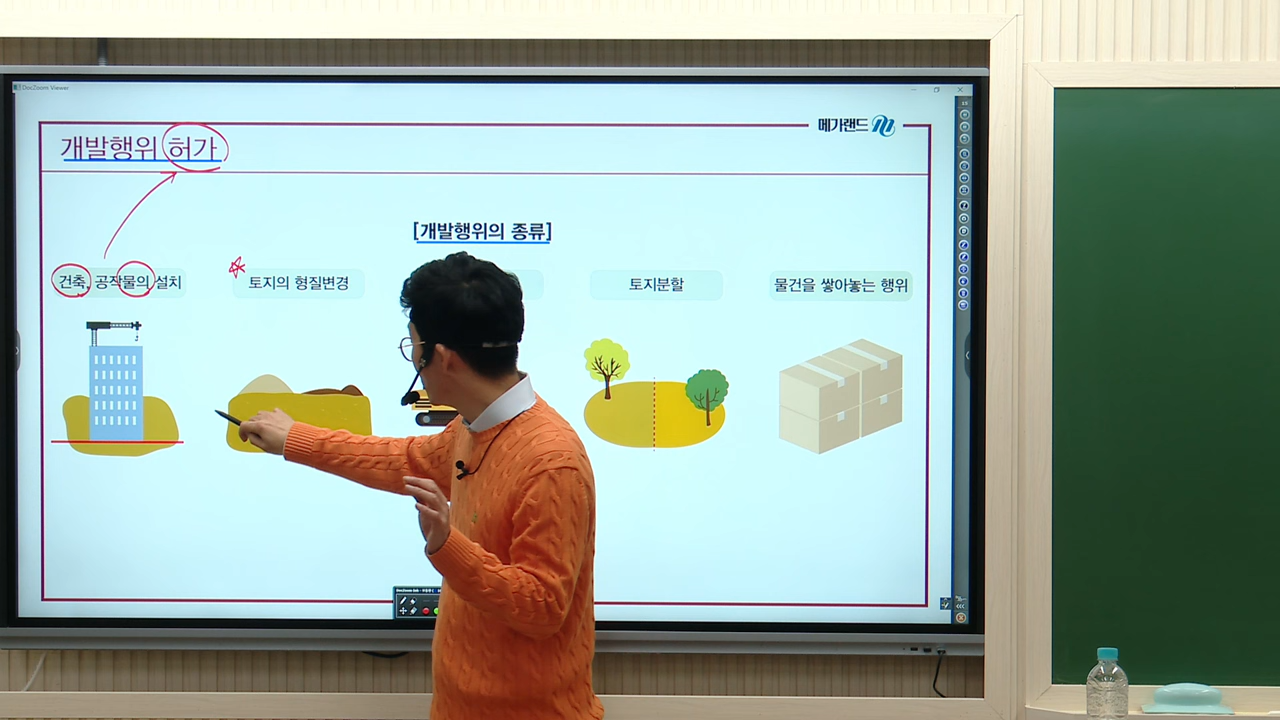 DocZoom Viewer
메가랜드
개발행위 허가
[개발행위의 종류]
건축, 공작물의 설치
토지의 형질변경
토지분할
물건을 쌓아놓는 행위